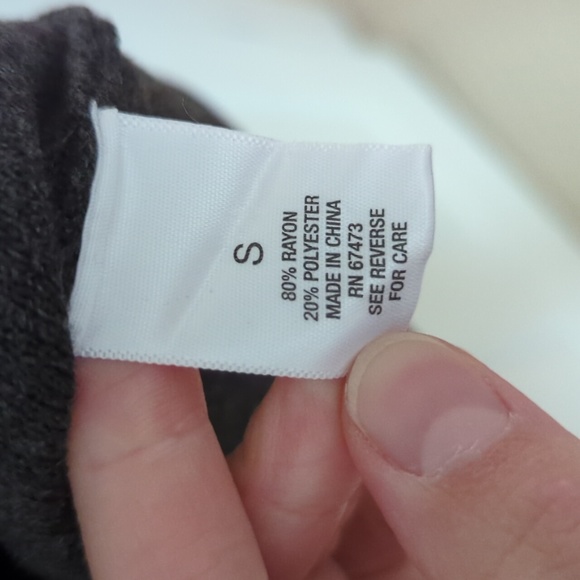 S
80% RAYON
20% POLYESTER
MADE IN CHINA
RN 67473
SEE REVERSE
FOR CARE